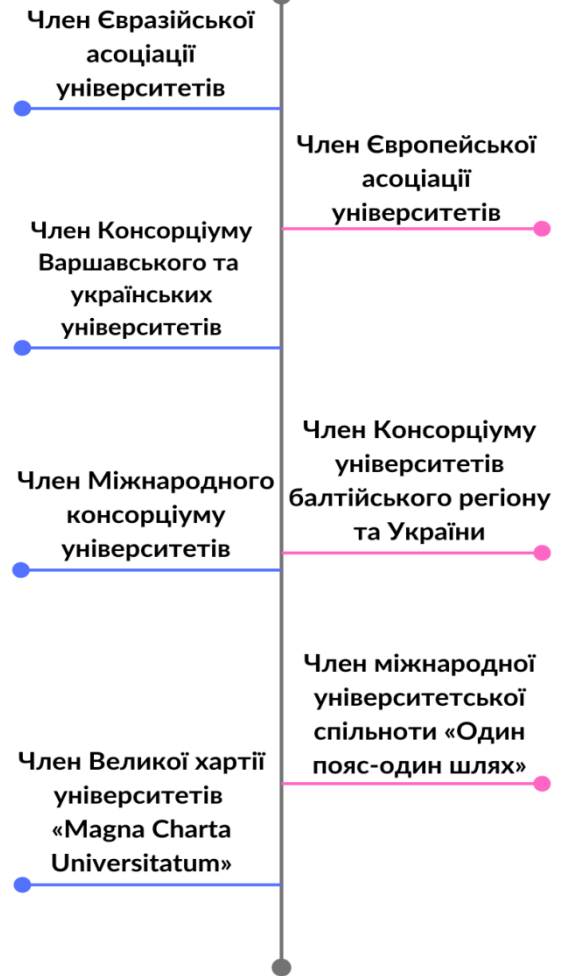 Член Євразійської
асоціації
університетів
Член Європейської
асоціації
університетів
Член Консорціуму
Варшавського та
українських
університетів
Член Консорціуму
університетів
балтійського регіону
та України
Член Міжнародного
консорціуму
університетів
Член міжнародної
університетської
спільноти «Один
пояс-один шлях»
Член Великої хартії
університетів
«Magna Charta
Universitatum»